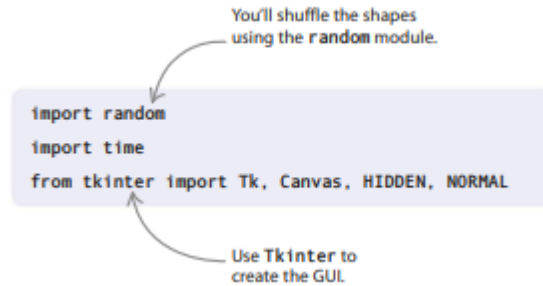 You'll shuffle the shapes
using the random module.
import random
import time
from tkinter import Tk, Canvas, HIDDEN, NORMAL
Use Tkinter to
create the GUI.